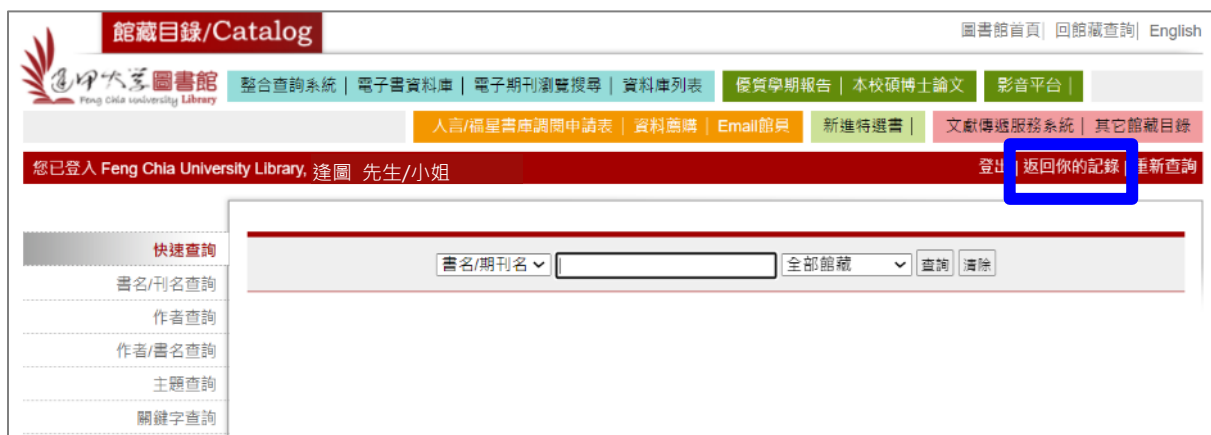 館藏目錄/Catalog
圖書館首頁| 回館藏查詢| English
逢甲大學圖書館
Feng Chia university Library
整合查詢系統 | 電子書資料庫 | 電子期刊瀏覽搜尋 | 資料庫列表
優質學期報告 | 本校碩博士論文
影音平台 |
人言/福星書庫調閱申請表 | 資料薦購 | Email館員
新進特選書 |
文獻傳遞服務系統 | 其它館藏目錄
您已登入 Feng Chia University Library, 逢圖 先生/小姐
登出 | 返回你的記錄 | 重新查詢
快速查詢
書名/期刊名
全部館藏
查詢
清除
書名/刊名查詢
作者查詢
作者/書名查詢
主題查詢
關鍵字查詢